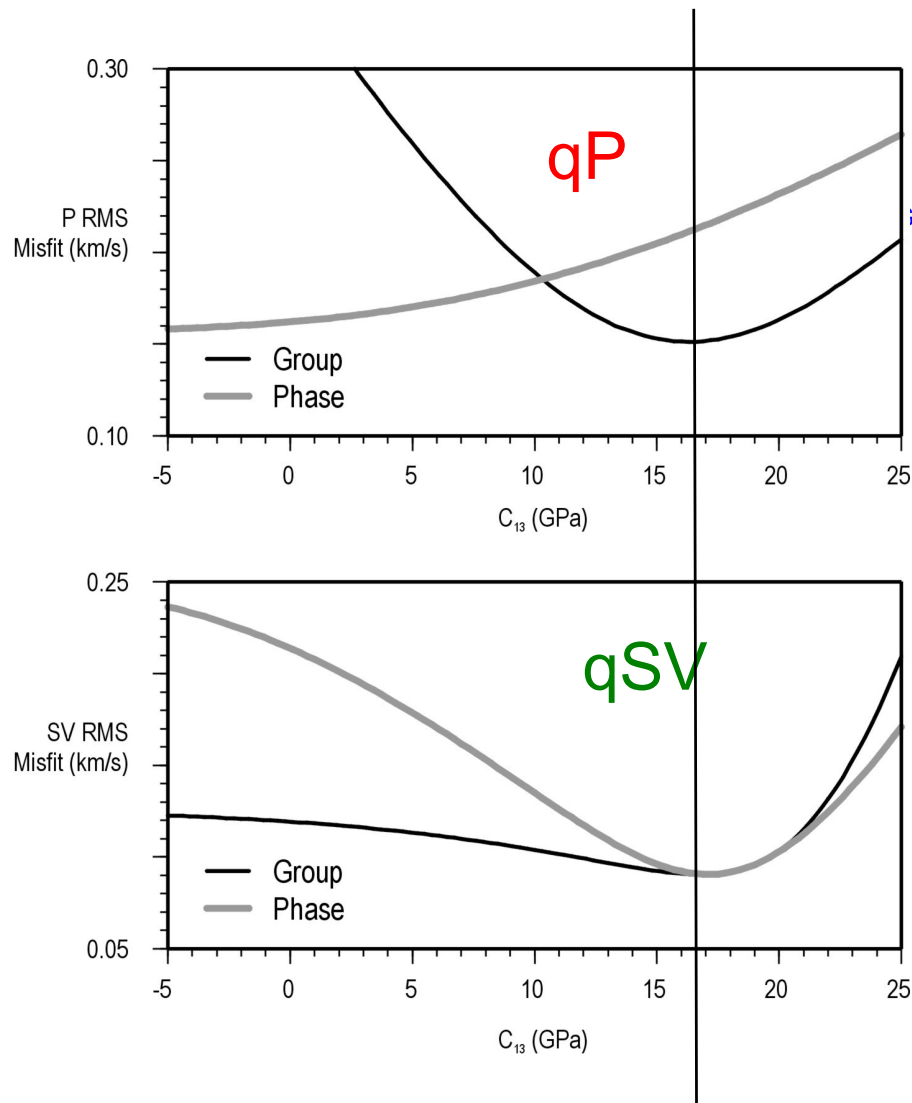 0.30
qP
P RMS
Misfit (km/s)
Group
Phase
0.10
-5 0 5 10 15 20 25
C₁₃ (GPa)
0.25
qSV
SV RMS
Misfit (km/s)
Group
Phase
0.05
-5 0 5 10 15 20 25
C₁₃ (GPa)